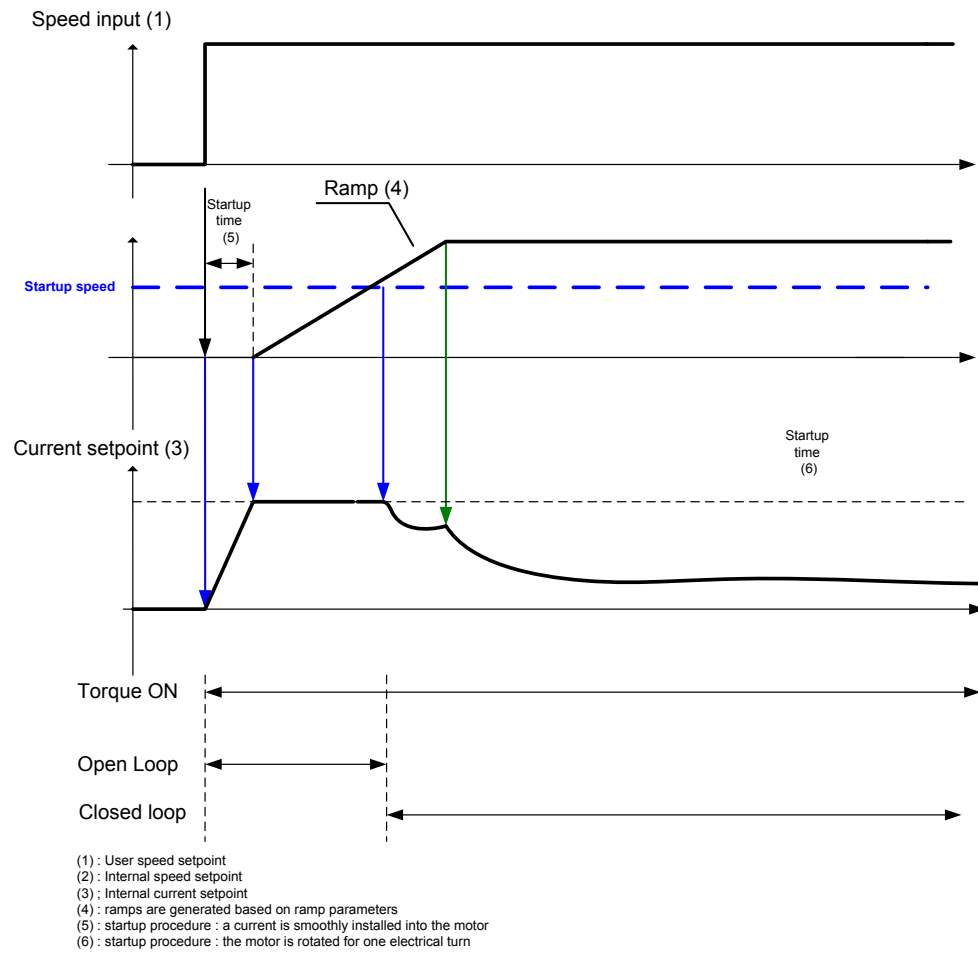 Speed input (1)
Startup
time
(5)
Ramp (4)
Startup speed
Current setpoint (3)
Startup
time
(6)
Torque ON
Open Loop
Closed loop
(1) : User speed setpoint
(2) : Internal speed setpoint
(3) ; Internal current setpoint
(4) : ramps are generated based on ramp parameters
(5) : startup procedure : a current is smoothly installed into the motor
(6) : startup procedure : the motor is rotated for one electrical turn